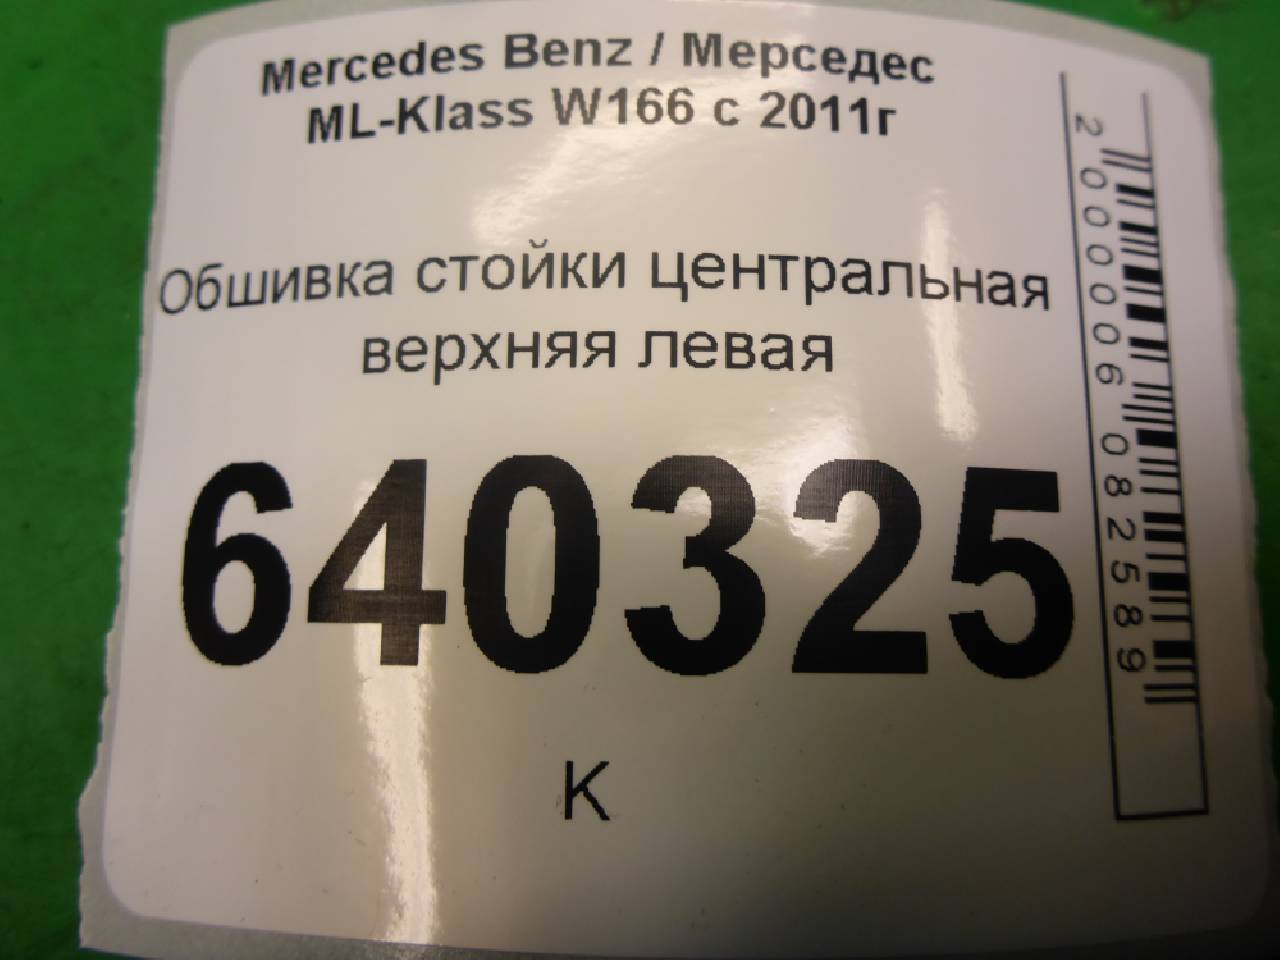 Mercedes Benz / Мерседес
ML-Klass W166 с 2011г
Обшивка стойки центральная
верхняя левая
640325
К
2000006082589